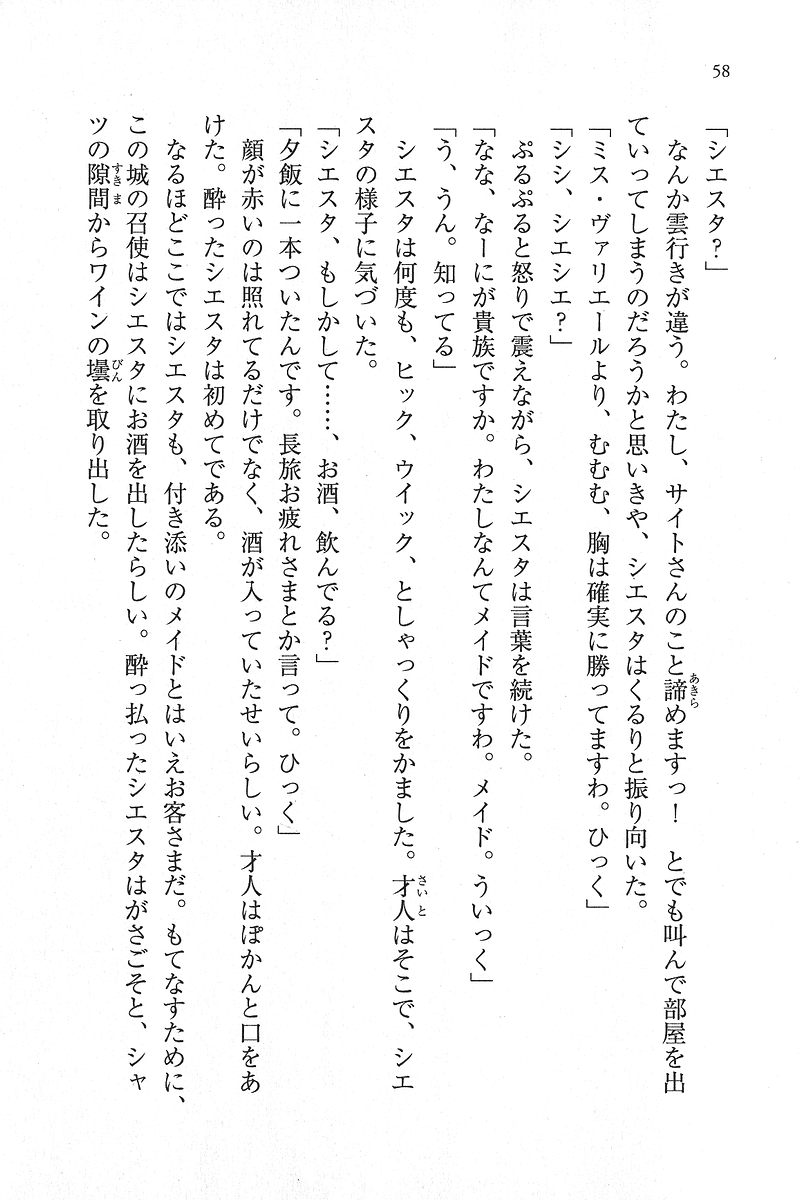 58
「シエスタ?」
　なんか雲行きが違う。わたし、サイトさんのこと諦めますっ!　とでも叫んで部屋を出
ていってしまうのだろうかと思いきや、シエスタはくるりと振り向いた。
「ミス・ヴァリエールより、むむむ、胸は確実に勝ってますわ。ひっく」
「シシ、シエシエ?」
　ぷるぷると怒りで震えながら、シエスタは言葉を続けた。
「なな、なーにが貴族ですか。わたしなんてメイドですわ。メイド。ういっく」
「う、うん。知ってる」
　シエスタは何度も、ヒック、ウイック、としゃっくりをかました。才人はそこで、シエ
スタの様子に気づいた。
「シエスタ、もしかして……、お酒、飲んでる?」
「夕飯に一本ついたんです。長旅お疲れさまとか言って。ひっく」
　顔が赤いのは照れてるだけでなく、酒が入っていたせいらしい。才人はぽかんと口をあ
けた。酔ったシエスタは初めてである。
　なるほどここではシエスタも、付き添いのメイドとはいえお客さまだ。もてなすために、
この城の召使はシエスタにお酒を出したらしい。酔っ払ったシエスタはがさごそと、シャ
ツの隙間からワインの壜を取り出した。